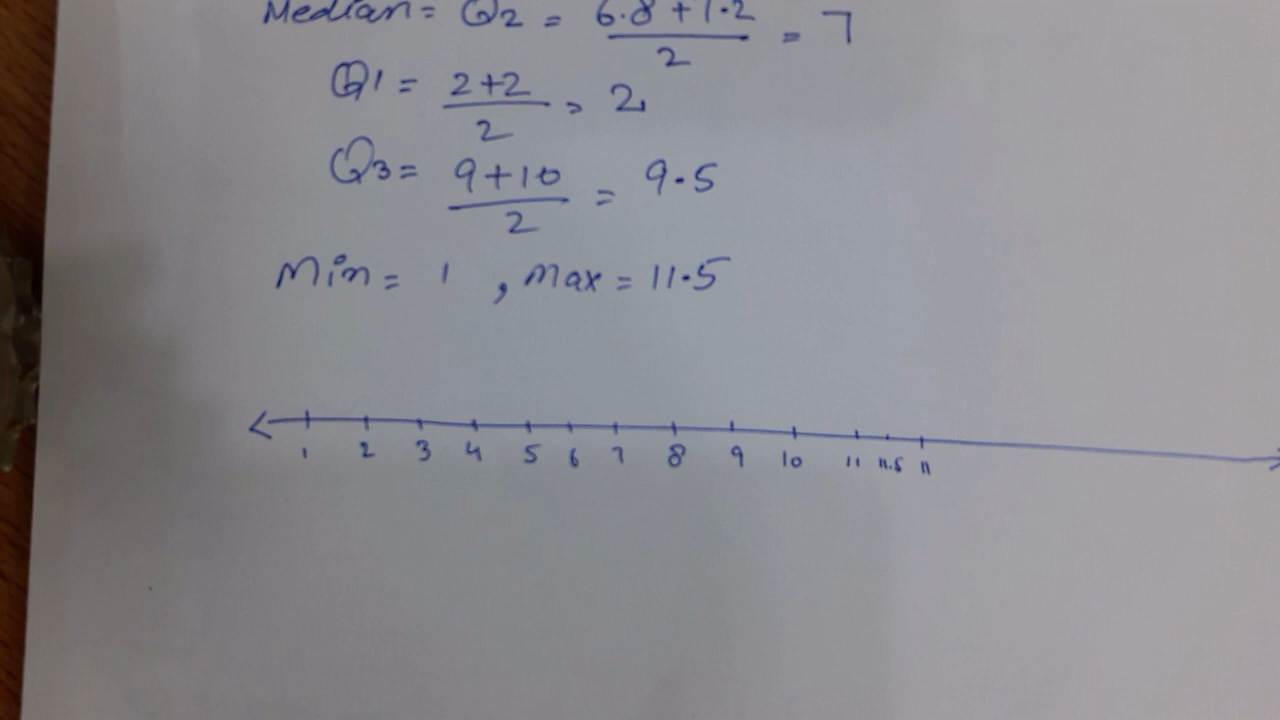 Median = Q2 = 6.8 + 7.2 / 2 = 7
Q1 = 2+2 / 2 = 2
Q3 = 9+10 / 2 = 9.5
Min = 1 , max = 11.5
1 2 3 4 5 6 7 8 9 10 11 11.5 11